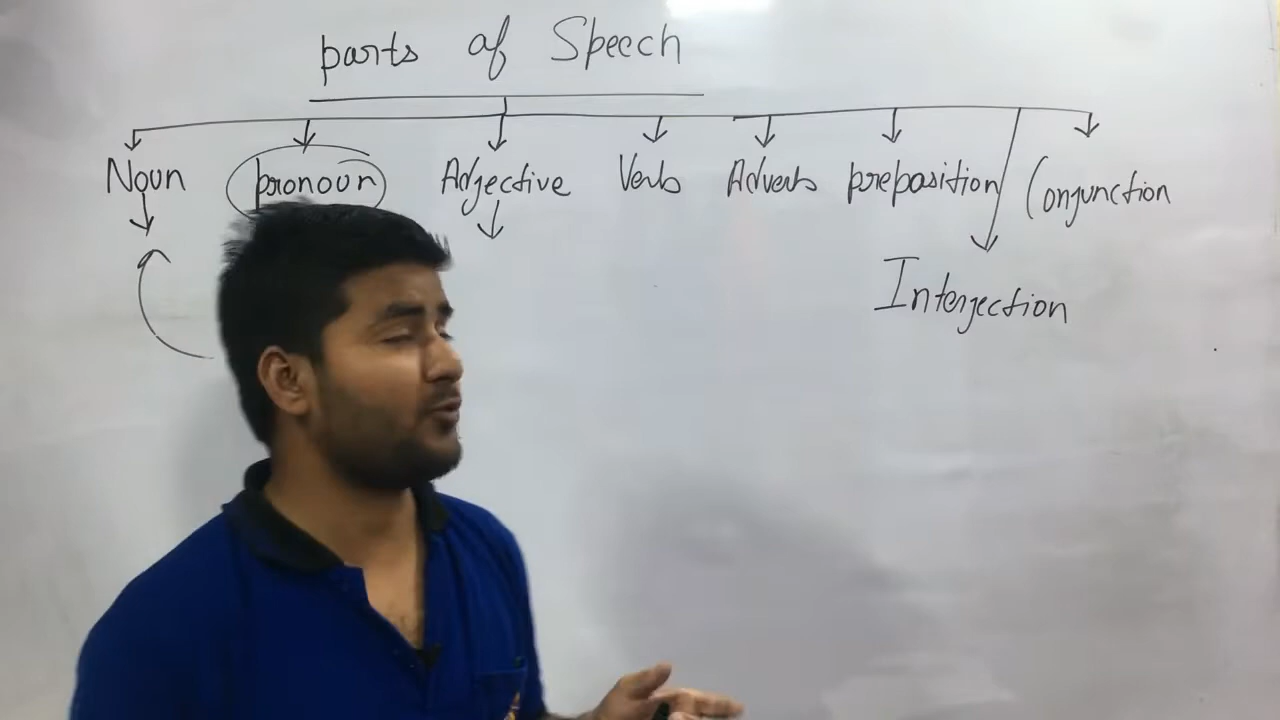 parts of Speech
Noun pronoun Adjective Verb Adverb preposition Conjunction
Interjection